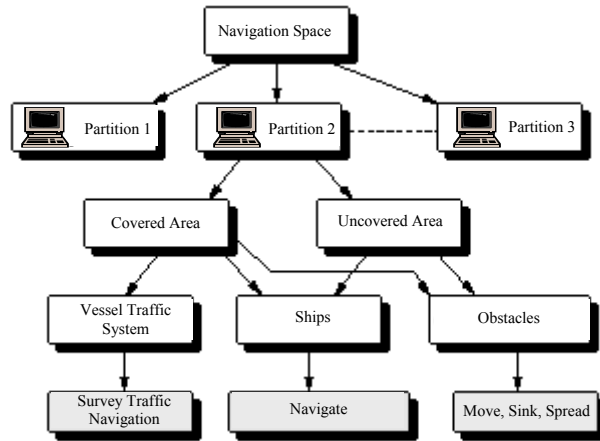 Navigation Space
Partition 1
Partition 2
Partition 3
Covered Area
Uncovered Area
Vessel Traffic
System
Ships
Obstacles
Survey Traffic
Navigation
Navigate
Move, Sink, Spread